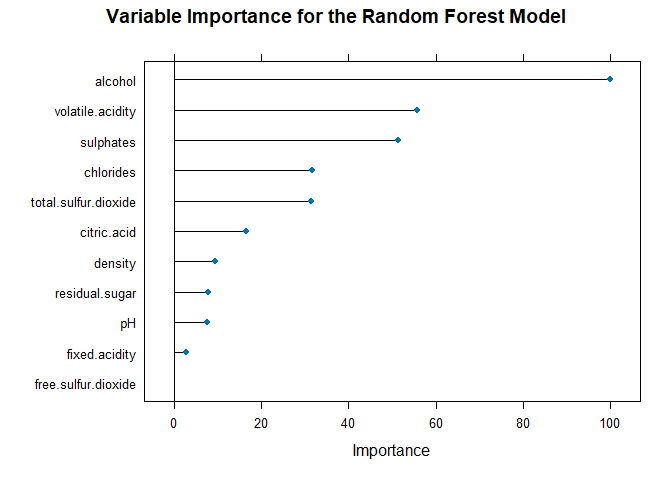 Variable Importance for the Random Forest Model
alcohol
volatile.acidity
sulphates
chlorides
total.sulfur.dioxide
citric.acid
density
residual.sugar
pH
fixed.acidity
free.sulfur.dioxide
0 20 40 60 80 100
Importance